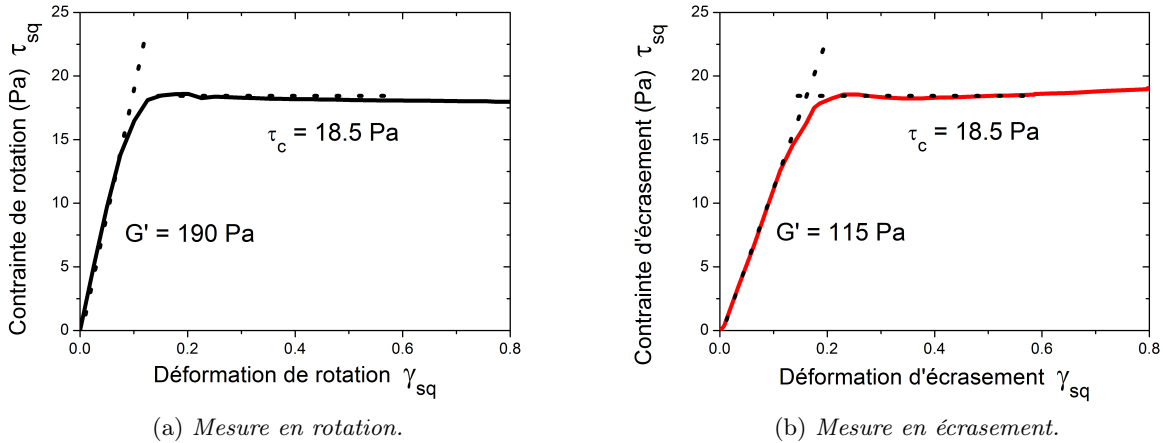 Contrainte de rotation (Pa) τsq
25
20
15
10
5
0
0.0 0.2 0.4 0.6 0.8
τc = 18.5 Pa
G' = 190 Pa
Déformation de rotation γsq
(a) Mesure en rotation.
Contrainte d'écrasement (Pa) τsq
25
20
15
10
5
0
0.0 0.2 0.4 0.6 0.8
τc = 18.5 Pa
G' = 115 Pa
Déformation d'écrasement γsq
(b) Mesure en écrasement.